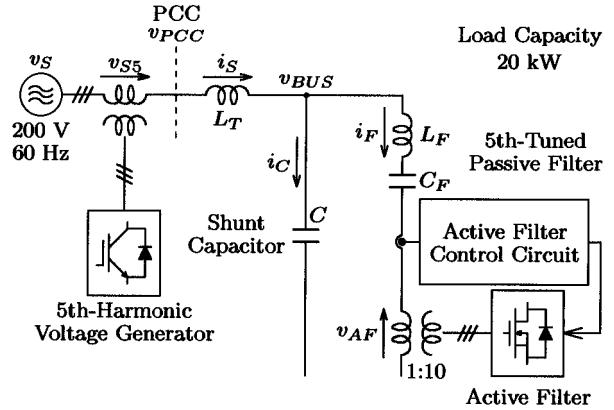 PCC
v_PCC
Load Capacity
20 kW
v_S
v_S5
i_S
v_BUS
200 V
60 Hz
L_T
i_F
L_F
5th-Tuned
Passive Filter
i_C
C_F
Shunt
Capacitor
C
Active Filter
Control Circuit
5th-Harmonic
Voltage Generator
v_AF
1:10
Active Filter